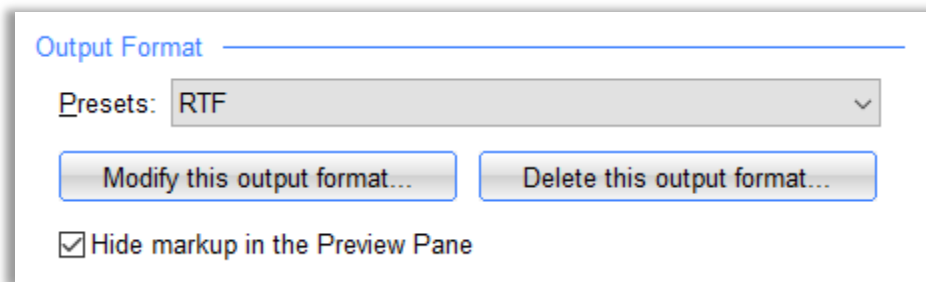 Output Format
Presets: RTF
Modify this output format... Delete this output format...
Hide markup in the Preview Pane